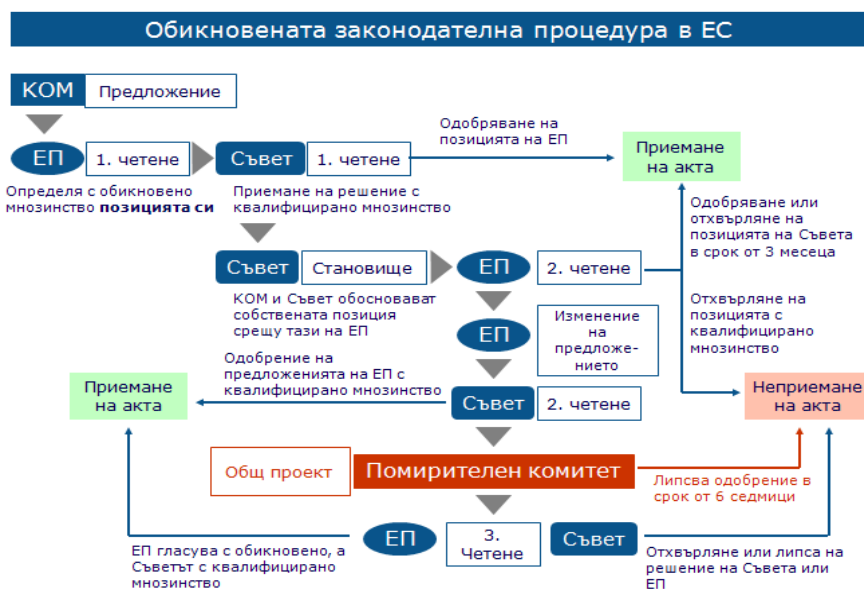 Обикновената законодателна процедура в ЕС
КОМ
Предложение
ЕП
1. четене
Съвет
1. четене
Одобряване на
позицията на ЕП
Приемане
на акта
Определя с обикновено
мнозинство позицията си
Приемане на решение с
квалифицирано мнозинство
Одобряване или
отхвърляне на
позицията на Съвета
в срок от 3 месеца
Съвет
Становище
ЕП
2. четене
КОМ и Съвет обосновават
собствената позиция
срещу тази на ЕП
Отхвърляне на
позицията с
квалифицирано
мнозинство
ЕП
Изменение
на
предложе-
нието
Одобрение на
предложенията на ЕП с
квалифицирано мнозинство
Приемане
на акта
Съвет
2. четене
Неприемане
на акта
Общ проект
Помирителен комитет
Липсва одобрение в
срок от 6 седмици
ЕП
3.
Четене
Съвет
ЕП гласува с обикновено, а
Съветът с квалифицирано
мнозинство
Отхвърляне или липса на
решение на Съвета или
ЕП